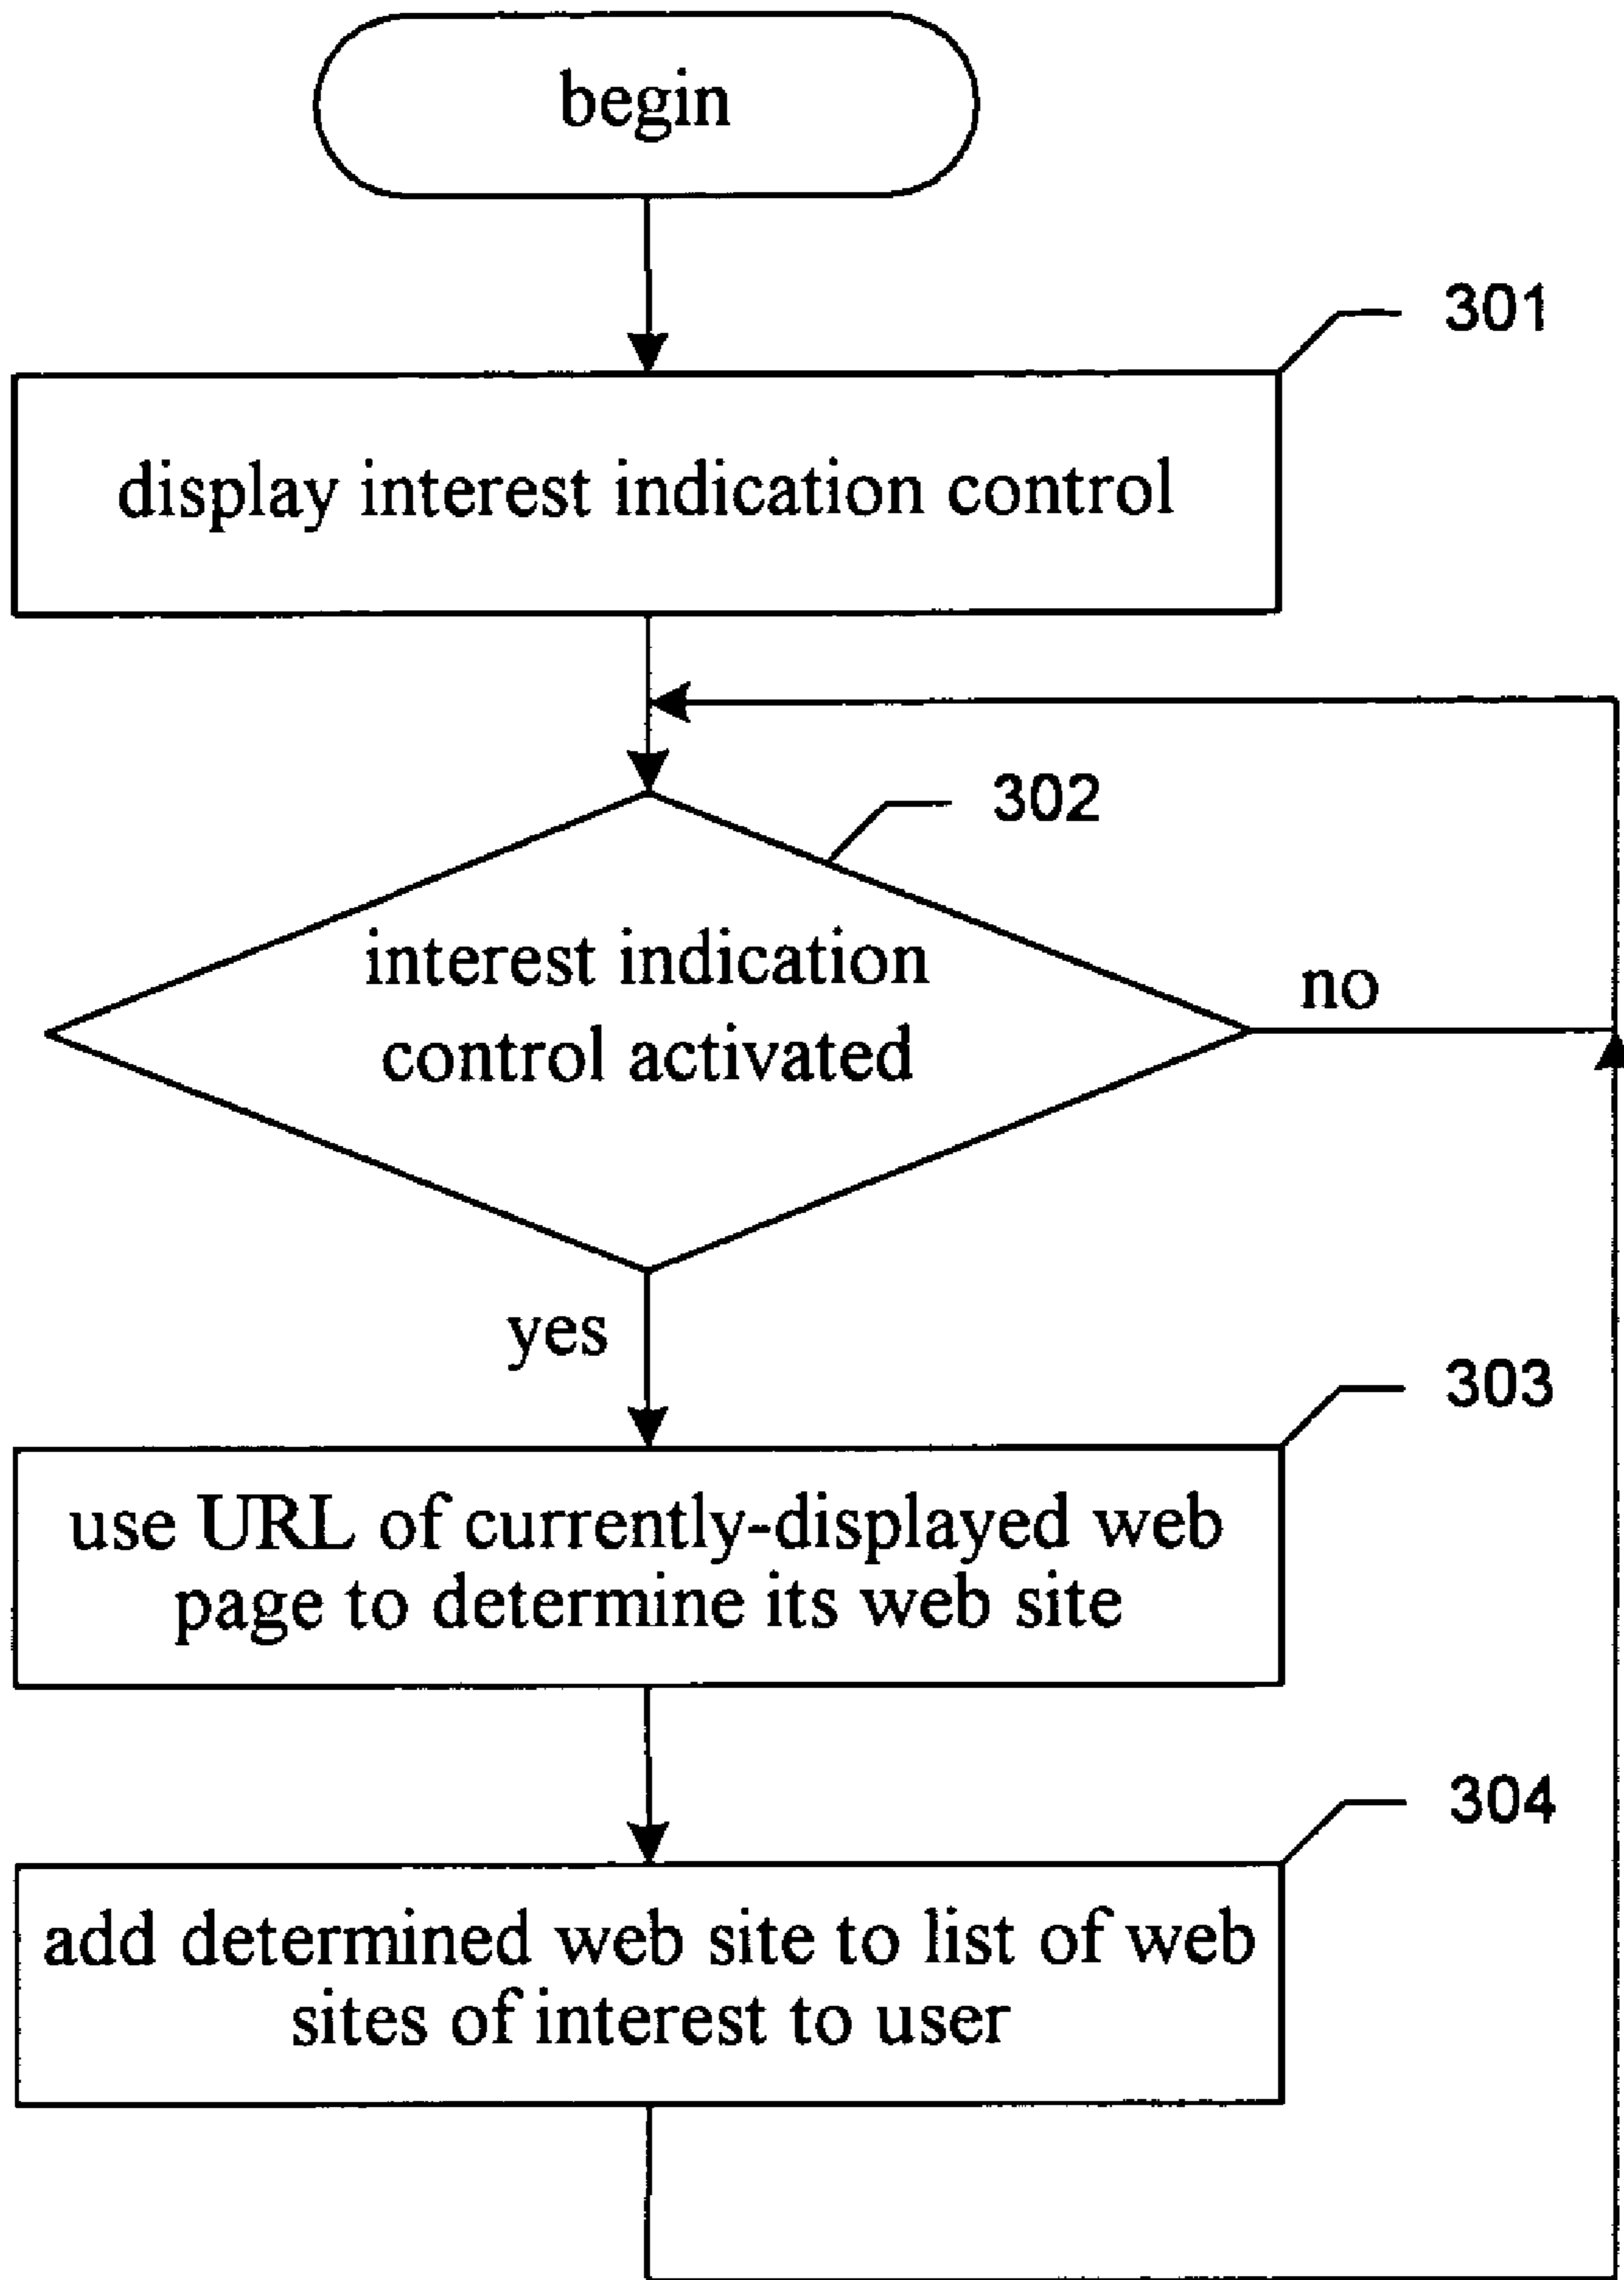 begin
301
display interest indication control
302
interest indication
control activated
no
yes
303
use URL of currently-displayed web
page to determine its web site
304
add determined web site to list of web
sites of interest to user